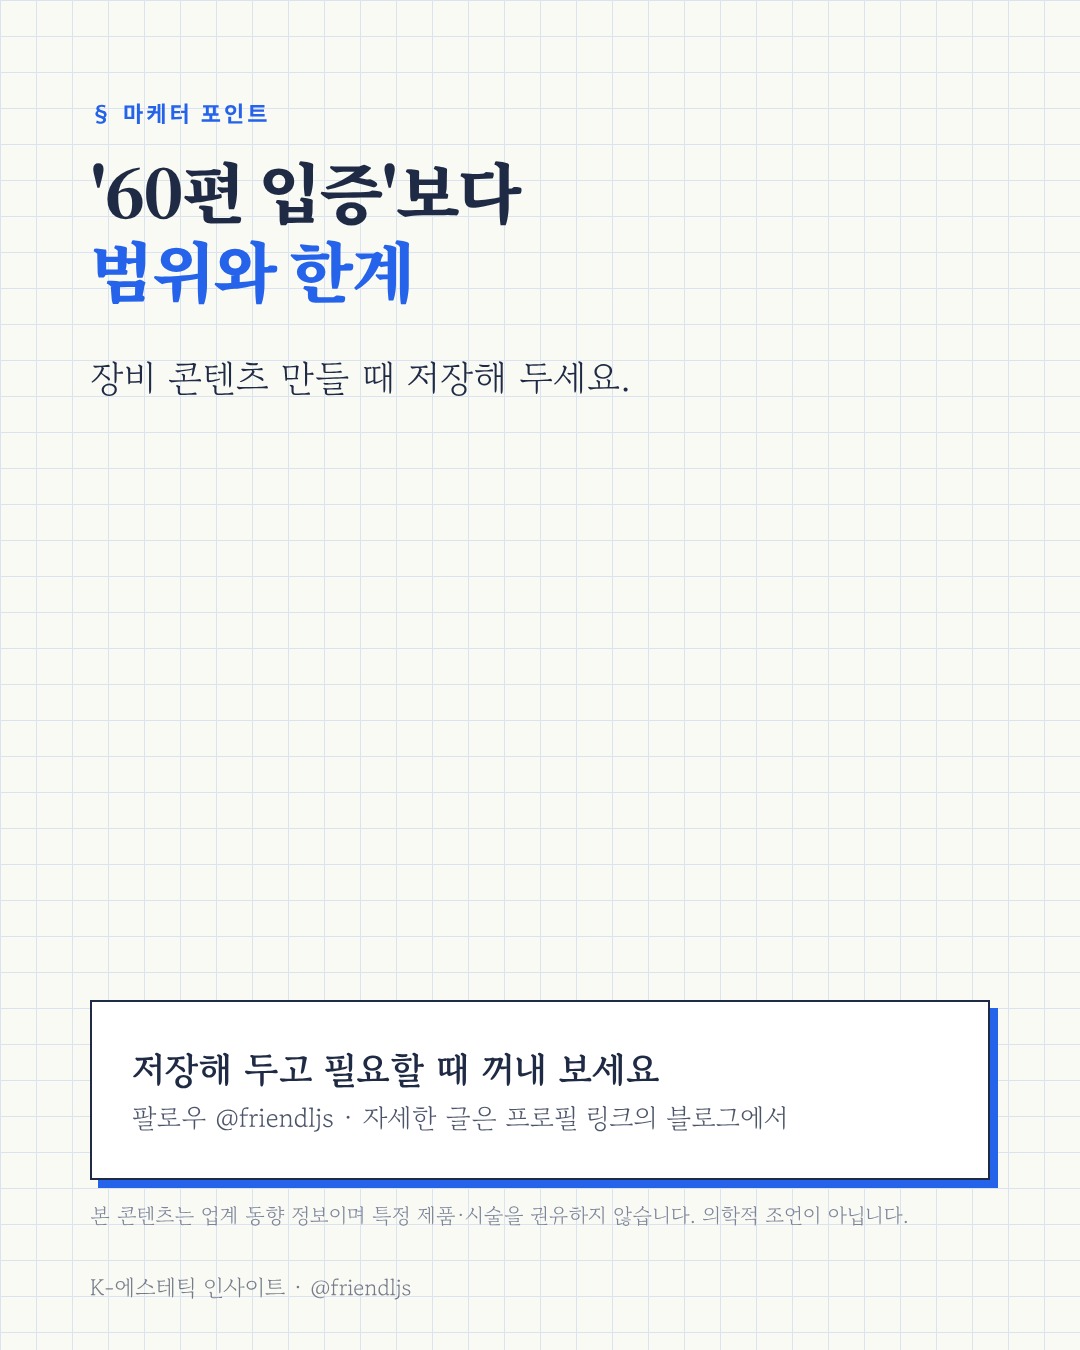 § 마케터 포인트
'60편 입증'보다
범위와 한계
장비 콘텐츠 만들 때 저장해 두세요.
저장해 두고 필요할 때 꺼내 보세요
팔로우 @friendljs · 자세한 글은 프로필 링크의 블로그에서
본 콘텐츠는 업계 동향 정보이며 특정 제품·시술을 권유하지 않습니다. 의학적 조언이 아닙니다.
K-에스테틱 인사이트 · @friendljs